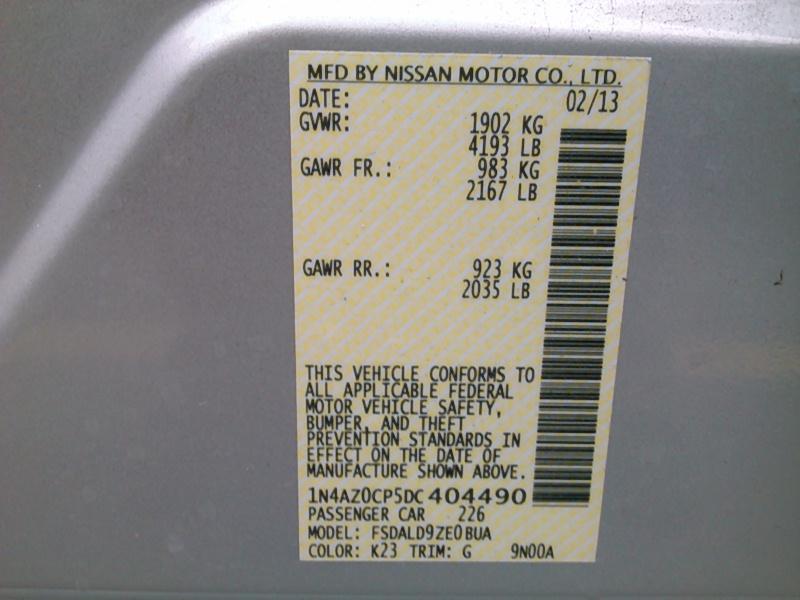 MFD BY NISSAN MOTOR CO., LTD.
DATE: 02/13
GVWR: 1902 KG
4193 LB
GAWR FR.: 983 KG
2167 LB
GAWR RR.: 923 KG
2035 LB
THIS VEHICLE CONFORMS TO
ALL APPLICABLE FEDERAL
MOTOR VEHICLE SAFETY,
BUMPER, AND THEFT
PREVENTION STANDARDS IN
EFFECT ON THE DATE OF
MANUFACTURE SHOWN ABOVE.
1N4AZ0CP5DC404490
PASSENGER CAR 226
MODEL: FSDALD9ZE0BUA
COLOR: K23 TRIM: G 9N00A